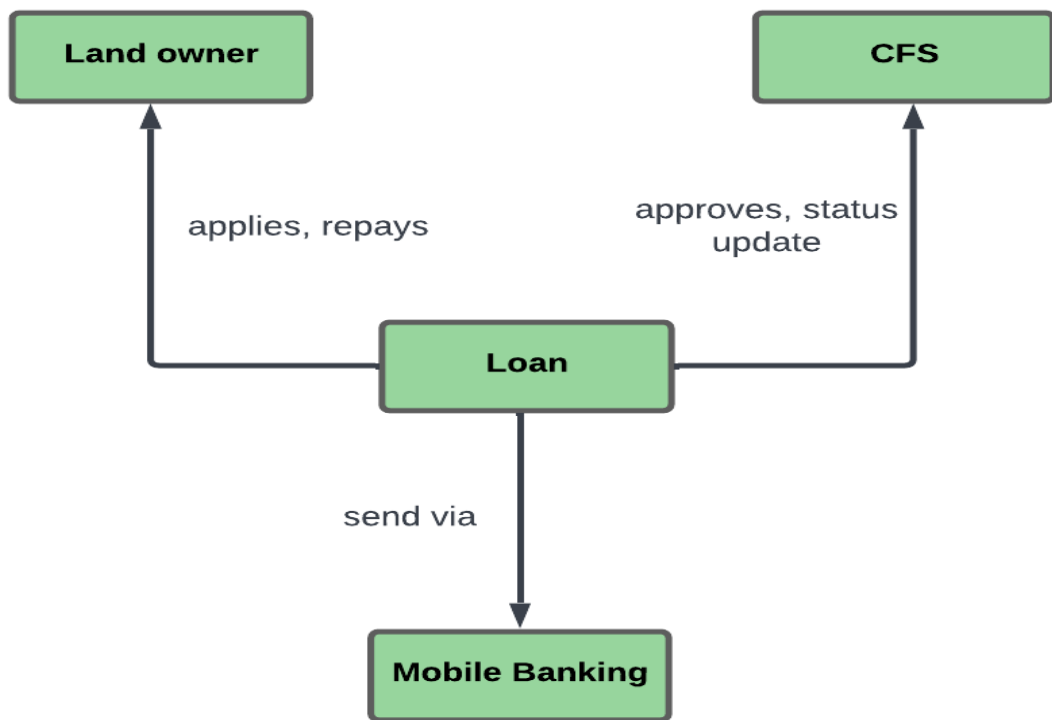 Land owner
CFS
applies, repays
approves, status
update
Loan
send via
Mobile Banking